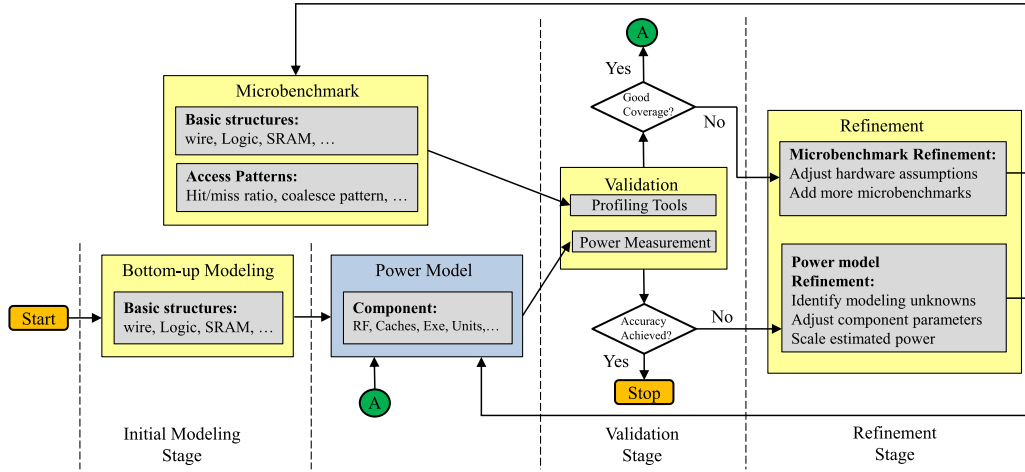 A
Yes
Microbenchmark
Basic structures:
wire, Logic, SRAM, …
Access Patterns:
Hit/miss ratio, coalesce pattern, …
Good
Coverage?
No
Refinement
Microbenchmark Refinement:
Adjust hardware assumptions
Add more microbenchmarks
Validation
Profiling Tools
Power Measurement
Bottom-up Modeling
Basic structures:
wire, Logic, SRAM, …
Start
Power Model
Component:
RF, Caches, Exe, Units,…
Power model
Refinement:
Identify modeling unknowns
Adjust component parameters
Scale estimated power
Accuracy
Achieved?
No
Yes
Stop
A
Initial Modeling
Stage
Validation
Stage
Refinement
Stage